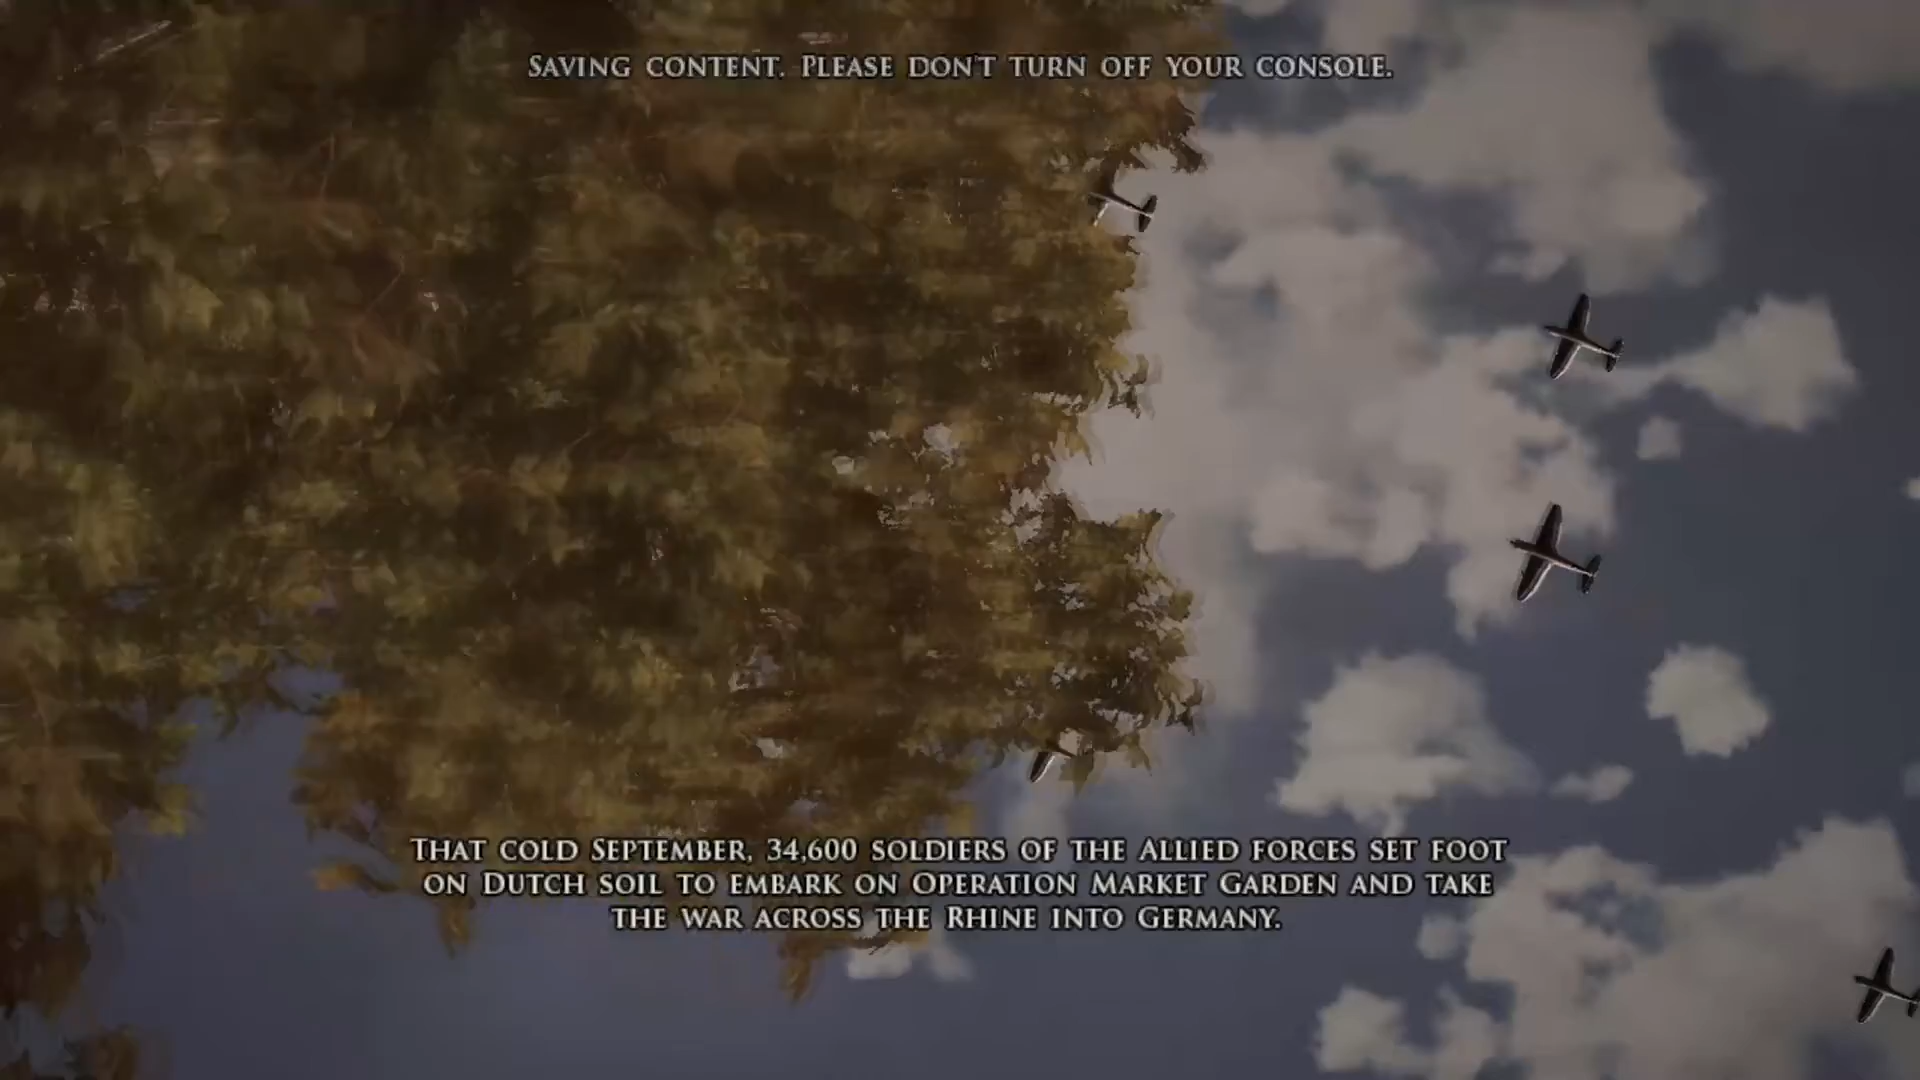 Saving content. Please don't turn off your console.
That cold September, 34,600 soldiers of the Allied forces set foot
on Dutch soil to embark on Operation Market Garden and take
the war across the Rhine into Germany.